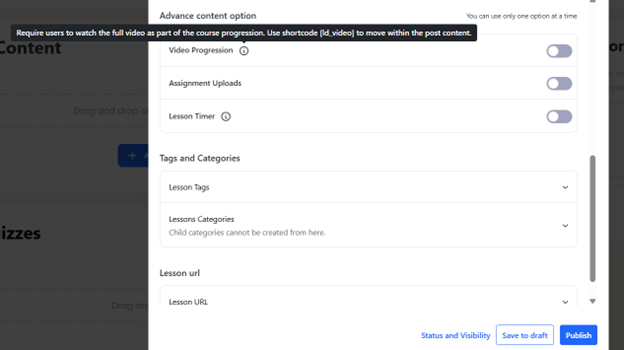 Advance content option
You can use only one option at a time
Require users to watch the full video as part of the course progression. Use shortcode [ld_video] to move within the post content.
Content
Video Progression
Assignment Uploads
Drag and drop
Lesson Timer
+
Tags and Categories
Lesson Tags
Lessons Categories
Child categories cannot be created from here.
izzes
Lesson url
Lesson URL
Drag an
Status and Visibility
Save to draft
Publish